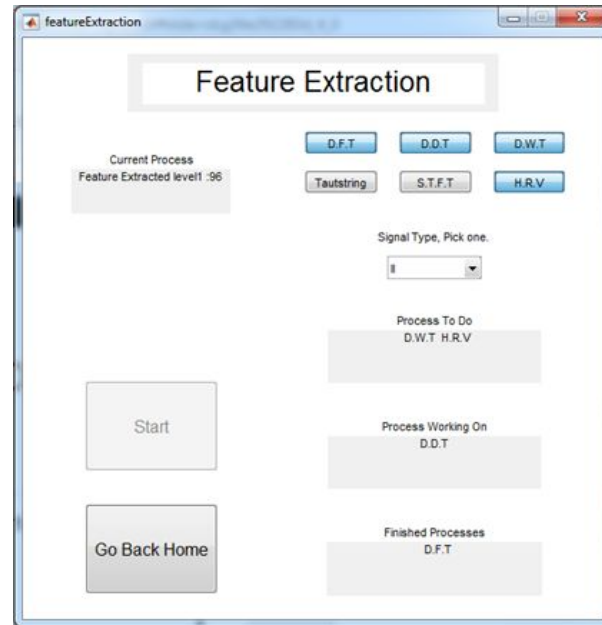 featureExtraction
Feature Extraction
D.F.T D.D.T D.W.T
Tautstring S.T.F.T H.R.V
Current Process
Feature Extracted level1 :96
Signal Type, Pick one.
II
Process To Do
D.W.T H.R.V
Start
Process Working On
D.D.T
Go Back Home
Finished Processes
D.F.T